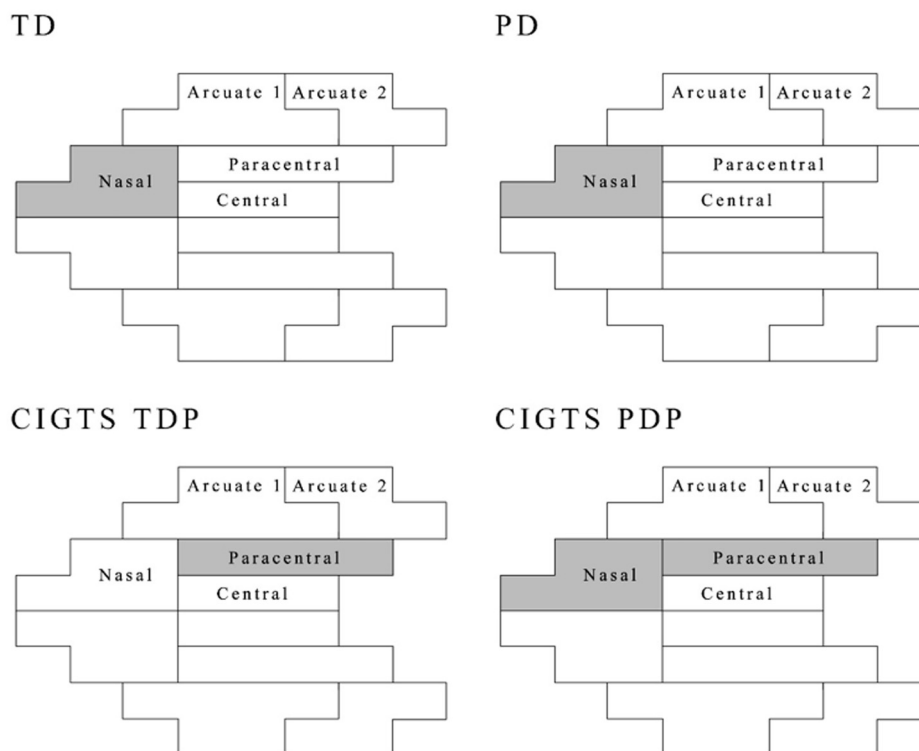 TD PD
Arcuate 1 Arcuate 2 Arcuate 1 Arcuate 2
Paracentral Paracentral
Nasal Nasal
Central Central
CIGTS TDP CIGTS PDP
Arcuate 1 Arcuate 2 Arcuate 1 Arcuate 2
Paracentral Paracentral
Nasal Nasal
Central Central